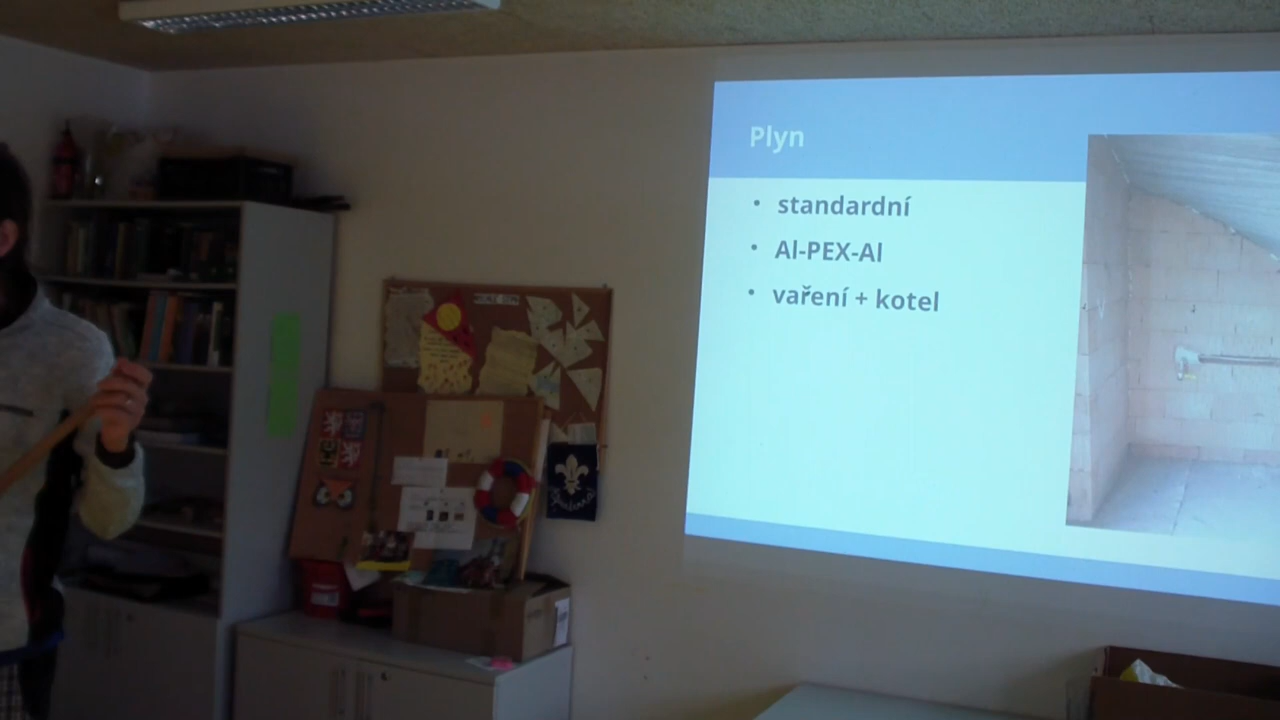 Plyn
• standardní
• Al-PEX-Al
• vaření + kotel